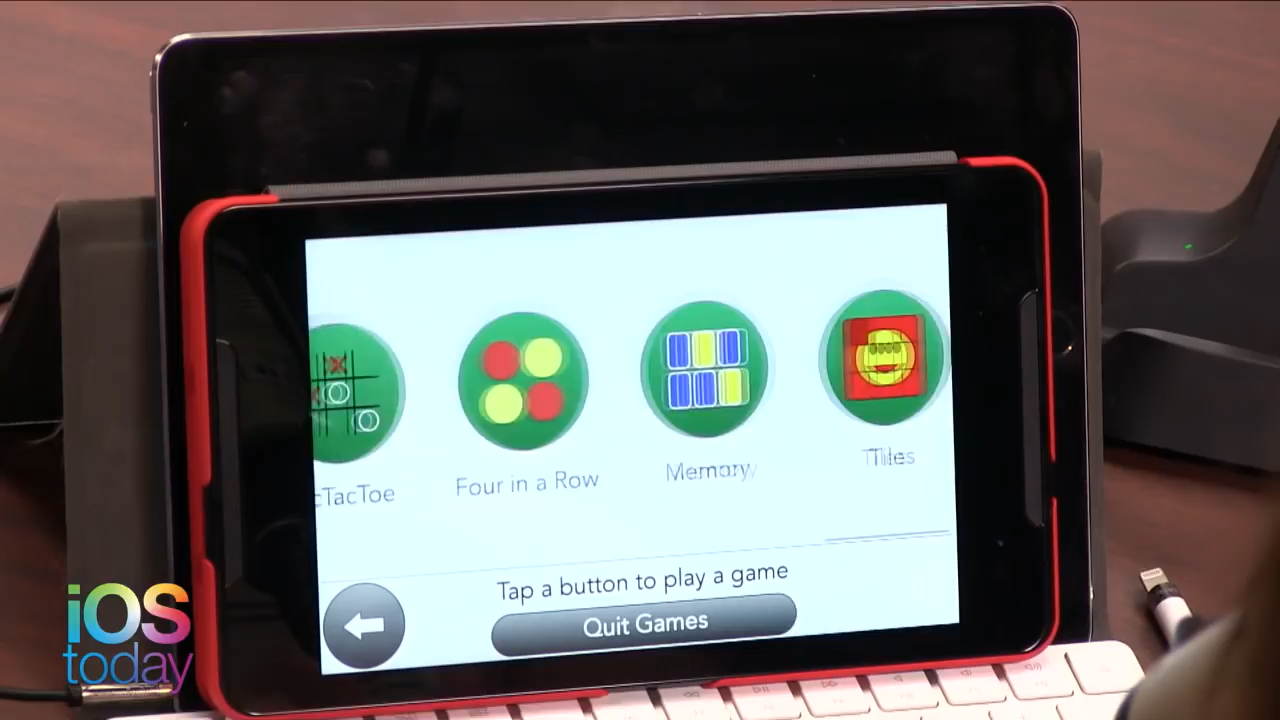 cTacToe
Four in a Row
Memory
Tiles
Tap a button to play a game
Quit Games
iOS
today